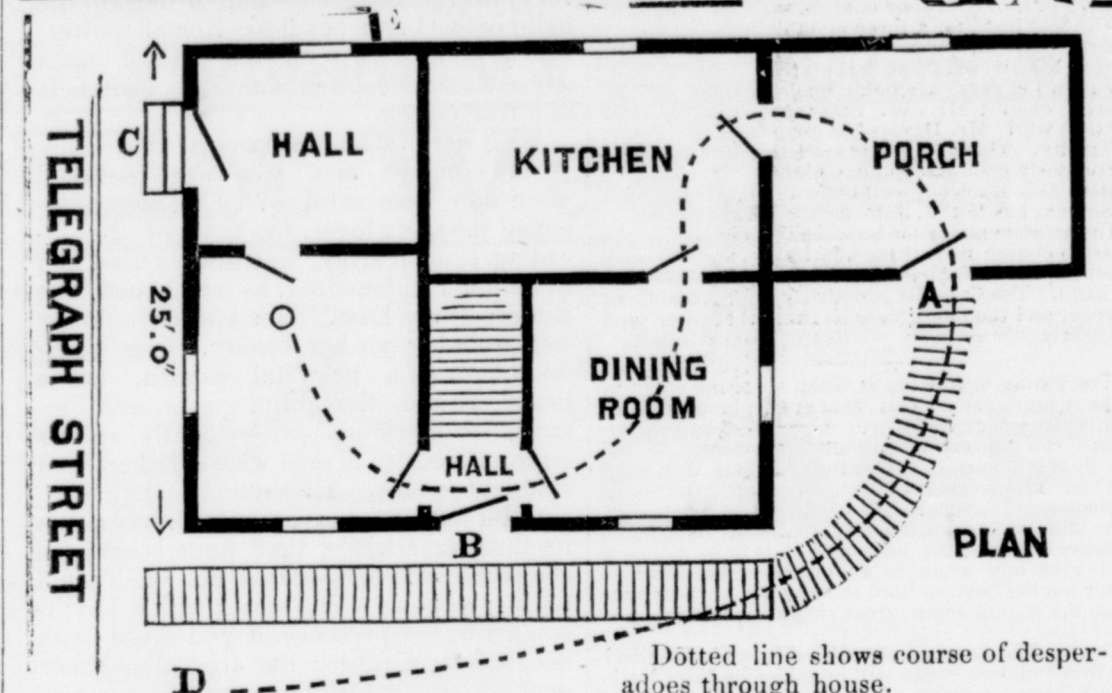 C
HALL
KITCHEN
PORCH
TELEGRAPH STREET
25' 0"
A
DINING
ROOM
HALL
B
PLAN
D
Dotted line shows course of desper-
adoes through house.